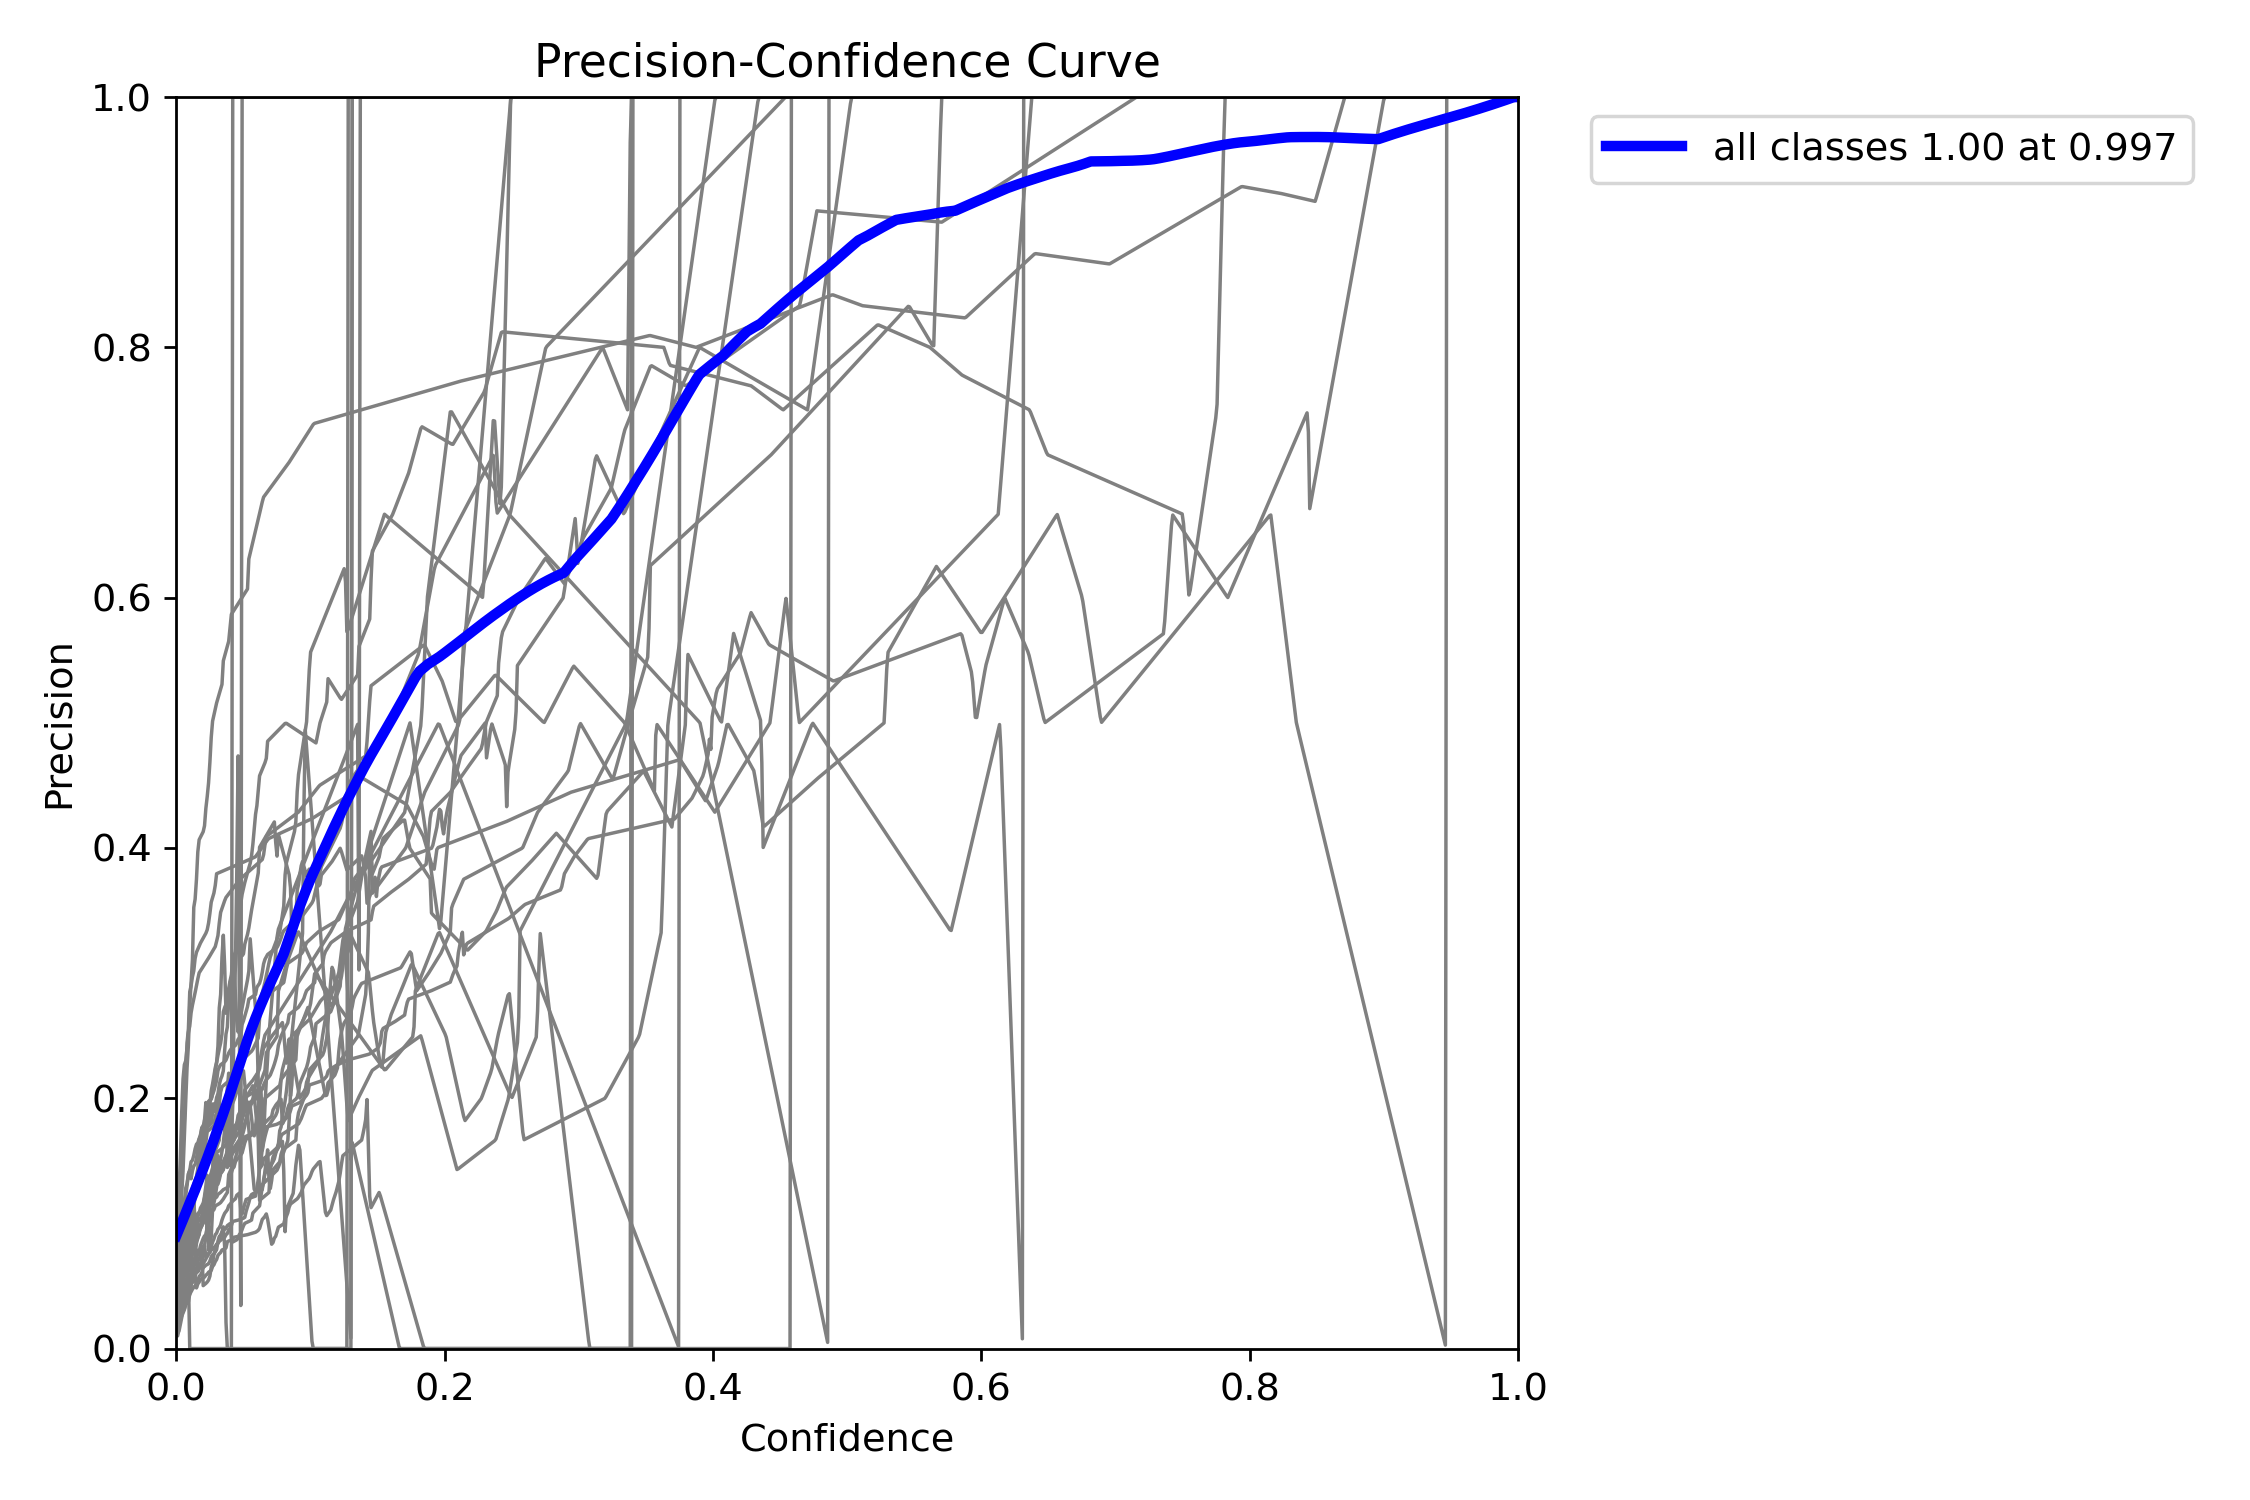 Precision-Confidence Curve
1.0
0.8
0.6
0.4
0.2
0.0
Precision
0.0 0.2 0.4 0.6 0.8 1.0
Confidence
all classes 1.00 at 0.997